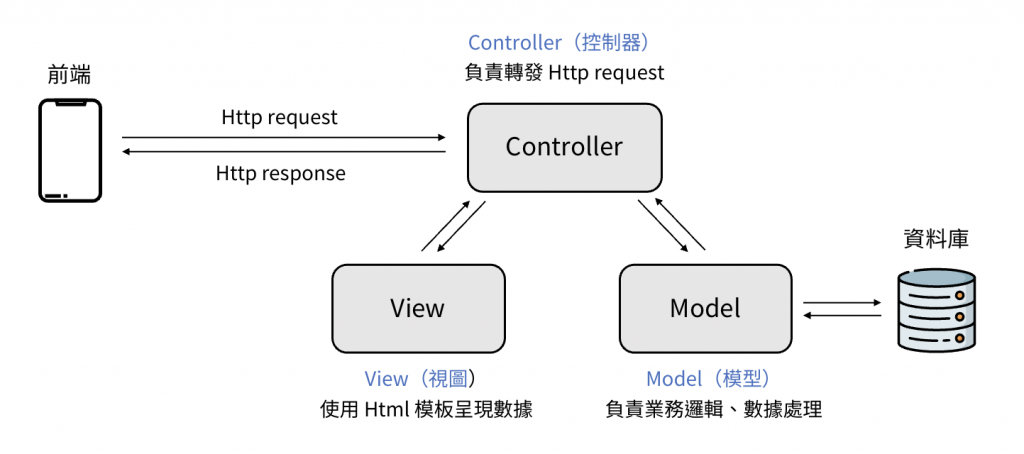 Controller（控制器）
負責轉發 Http request
前端
Http request
Controller
Http response
資料庫
View
Model
View（視圖）
使用 Html 模板呈現數據
Model（模型）
負責業務邏輯、數據處理